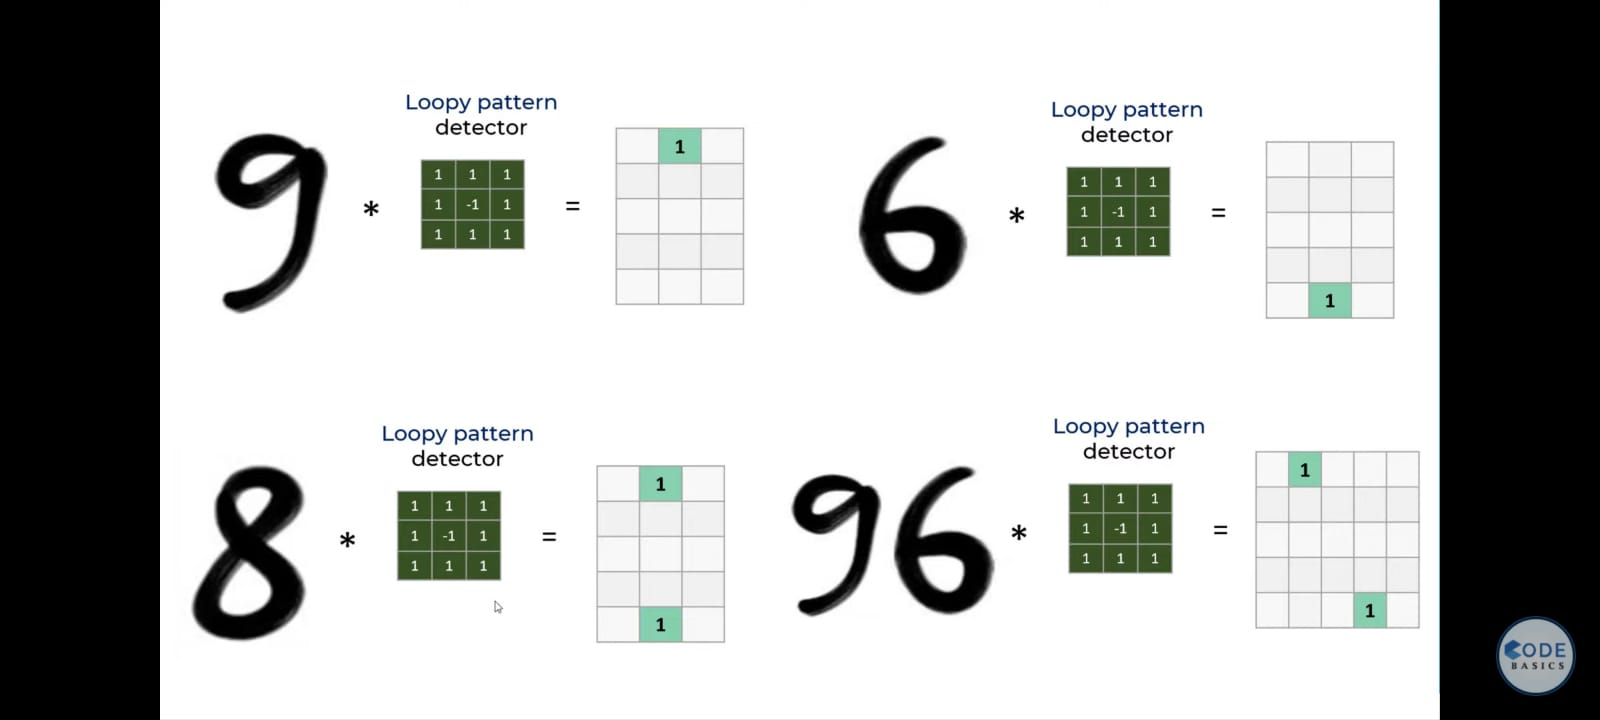 Loopy pattern
detector
9 * = 
1 1 1
1 -1 1
1 1 1
1
Loopy pattern
detector
6 * =
1 1 1
1 -1 1
1 1 1
1
Loopy pattern
detector
8 * =
1 1 1
1 -1 1
1 1 1
1
1
Loopy pattern
detector
96 * =
1 1 1
1 -1 1
1 1 1
1
1
CODE
BASICS